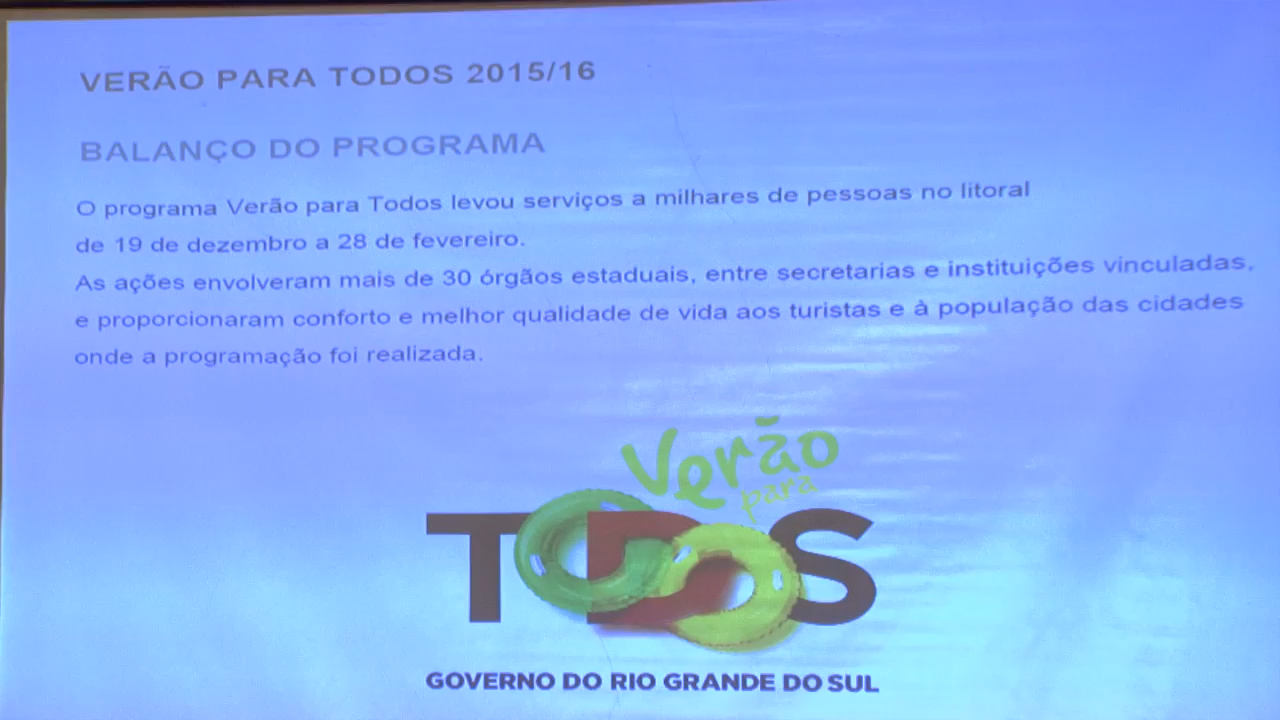 VERÃO PARA TODOS 2015/16
BALANÇO DO PROGRAMA
O programa Verão para Todos levou serviços a milhares de pessoas no litoral
de 19 de dezembro a 28 de fevereiro.
As ações envolveram mais de 30 órgãos estaduais, entre secretarias e instituições vinculadas,
e proporcionaram conforto e melhor qualidade de vida aos turistas e à população das cidades
onde a programação foi realizada.
Verão
para
TODOS
GOVERNO DO RIO GRANDE DO SUL